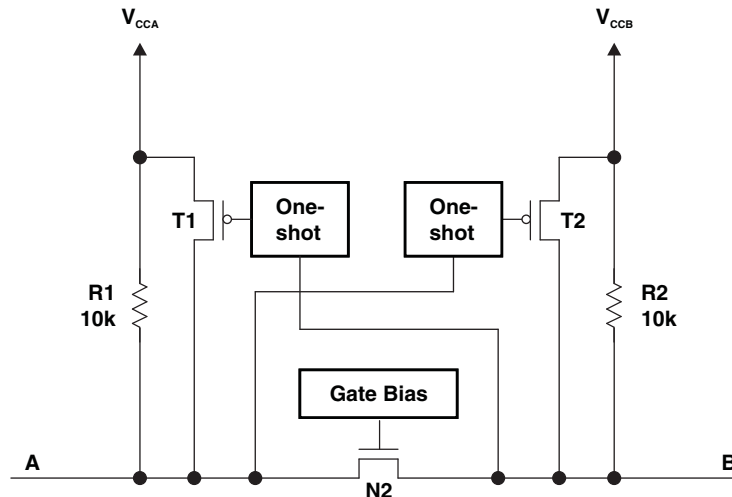 VCCA
VCCB
T1
One-
shot
One-
shot
T2
R1
10k
R2
10k
Gate Bias
A
B
N2